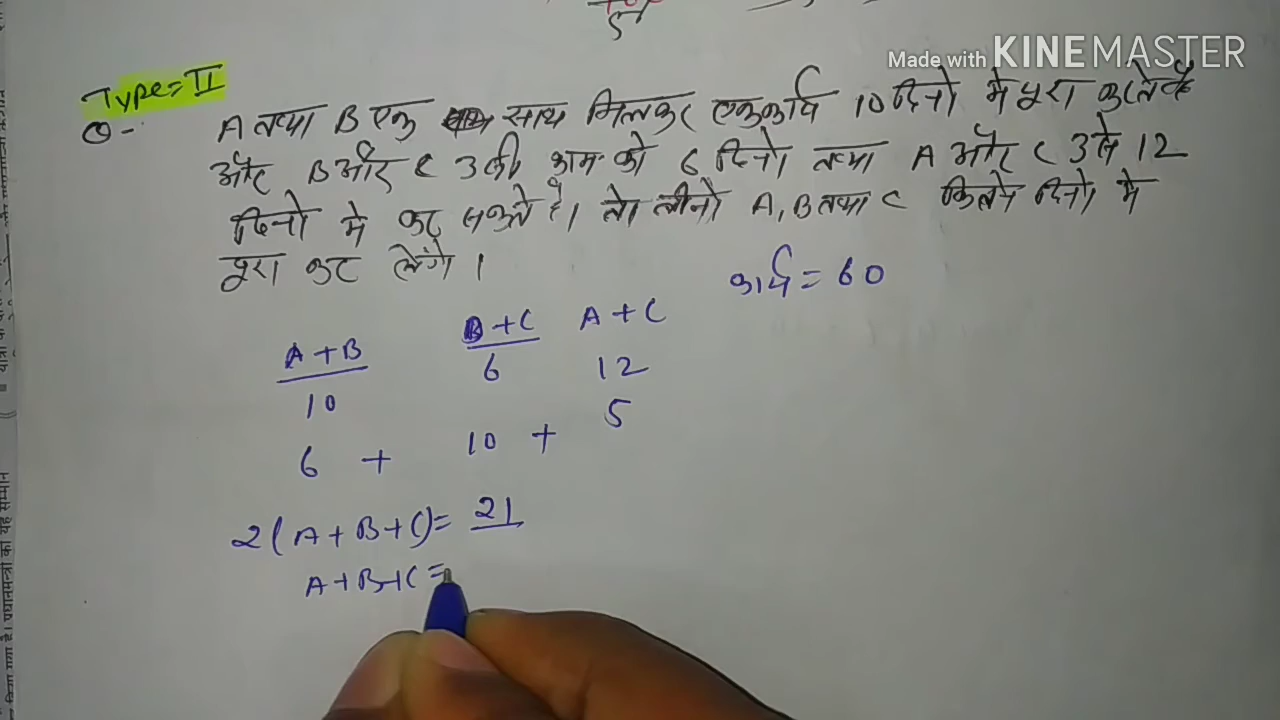 Made with KINEMASTER
Type = II
Q - A तथा B एक साथ मिलकर एक कार्य 10 दिनो मे पूरा कर लेते है
और B और C उसी काम को 6 दिनो तथा A और C उसे 12
दिनो मे कर सकते है। तो तीनो A, B तथा C कितने दिनो मे
पूरा कर लेंगे।
कार्य = 60
A + B B + C A + C
10 6 12
6 + 10 + 5
2(A + B + C) = 21
A + B + C =